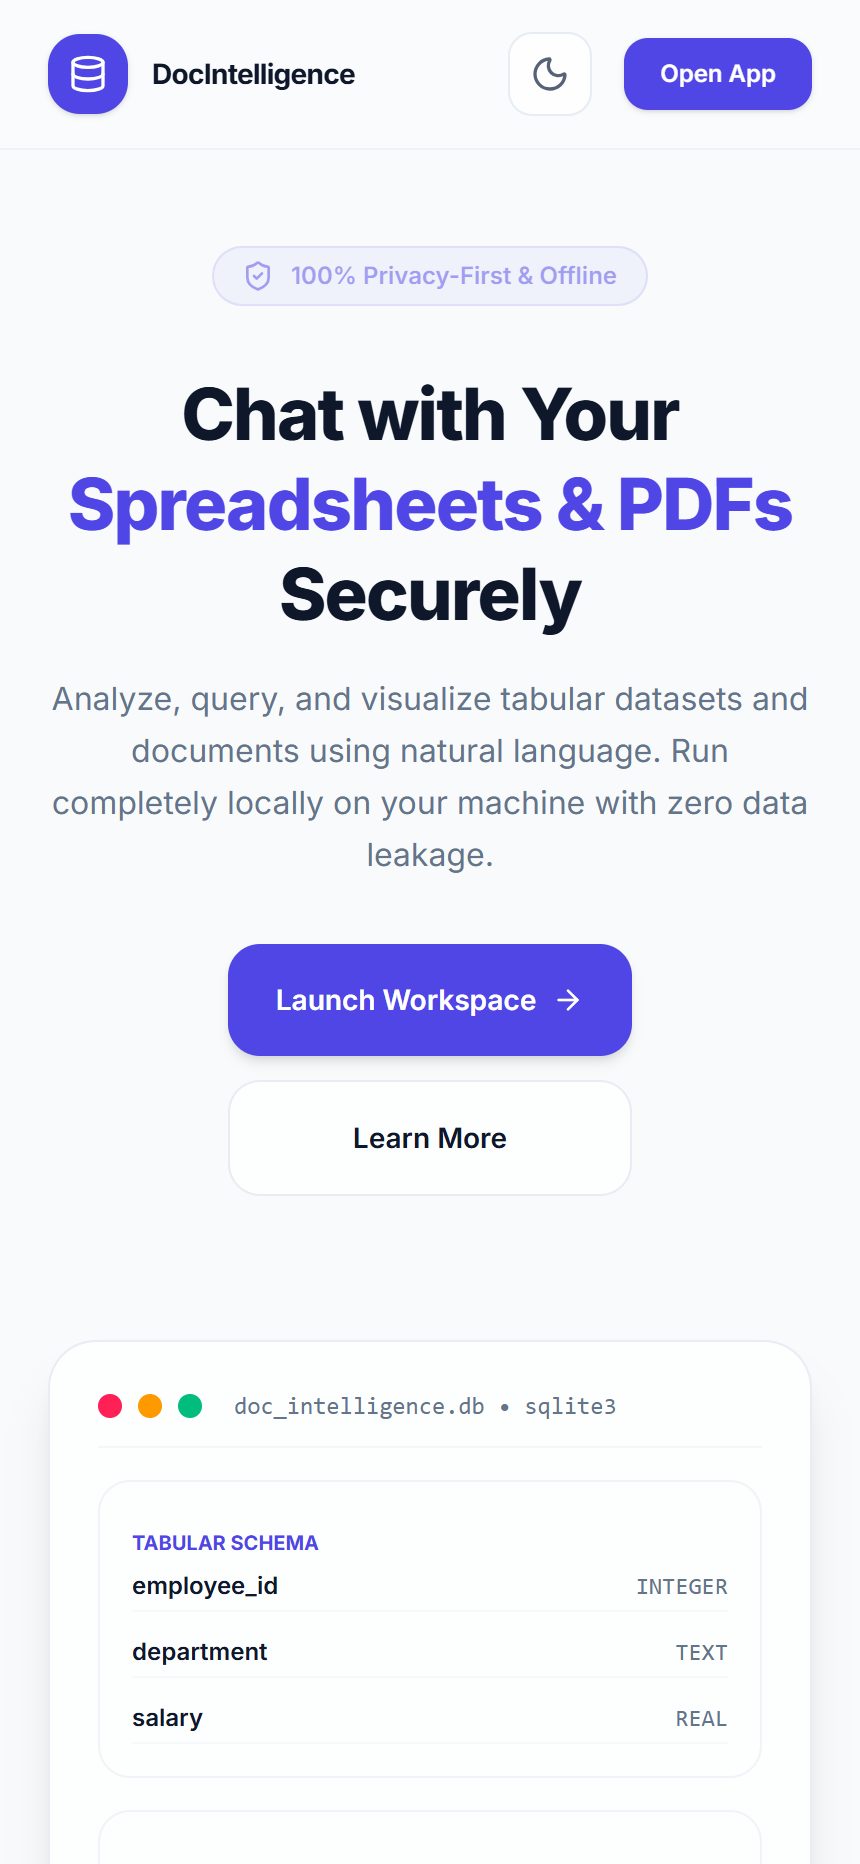 DocIntelligence
Open App
100% Privacy-First & Offline
Chat with Your
Spreadsheets & PDFs
Securely
Analyze, query, and visualize tabular datasets and
documents using natural language. Run
completely locally on your machine with zero data
leakage.
Launch Workspace →
Learn More
doc_intelligence.db • sqlite3
TABULAR SCHEMA
employee_id INTEGER
department TEXT
salary REAL